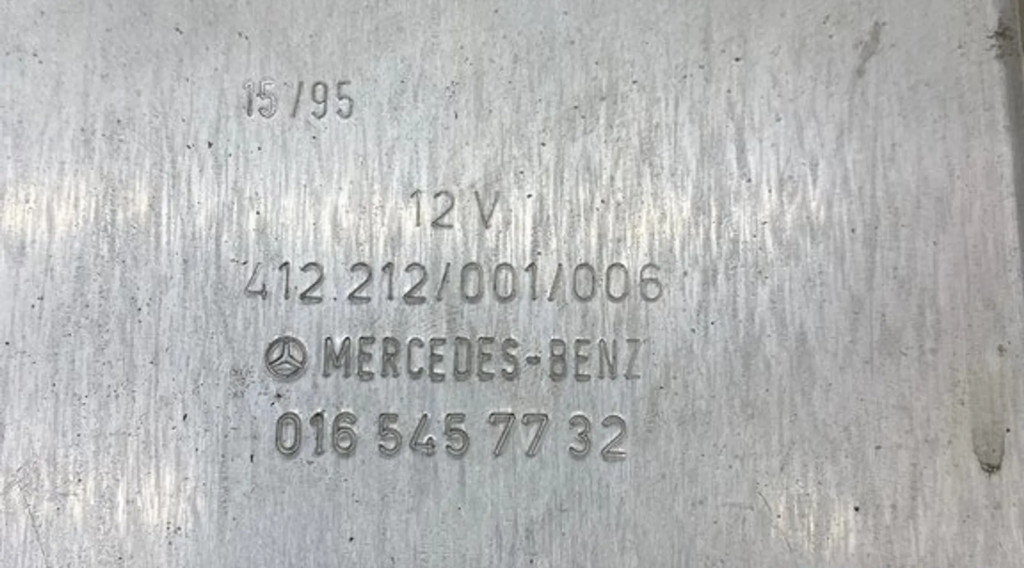 15/95
12 V
412.212/001/006
MERCEDES-BENZ
016 545 77 32